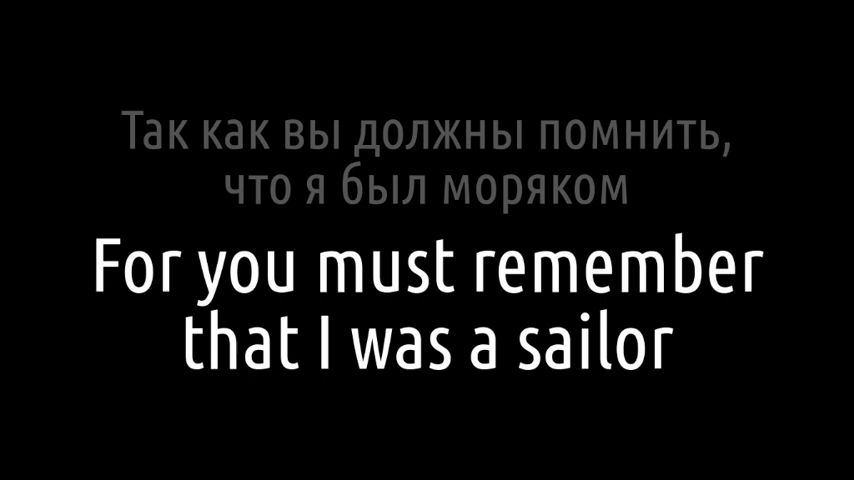 Так как вы должны помнить,
что я был моряком
For you must remember
that I was a sailor